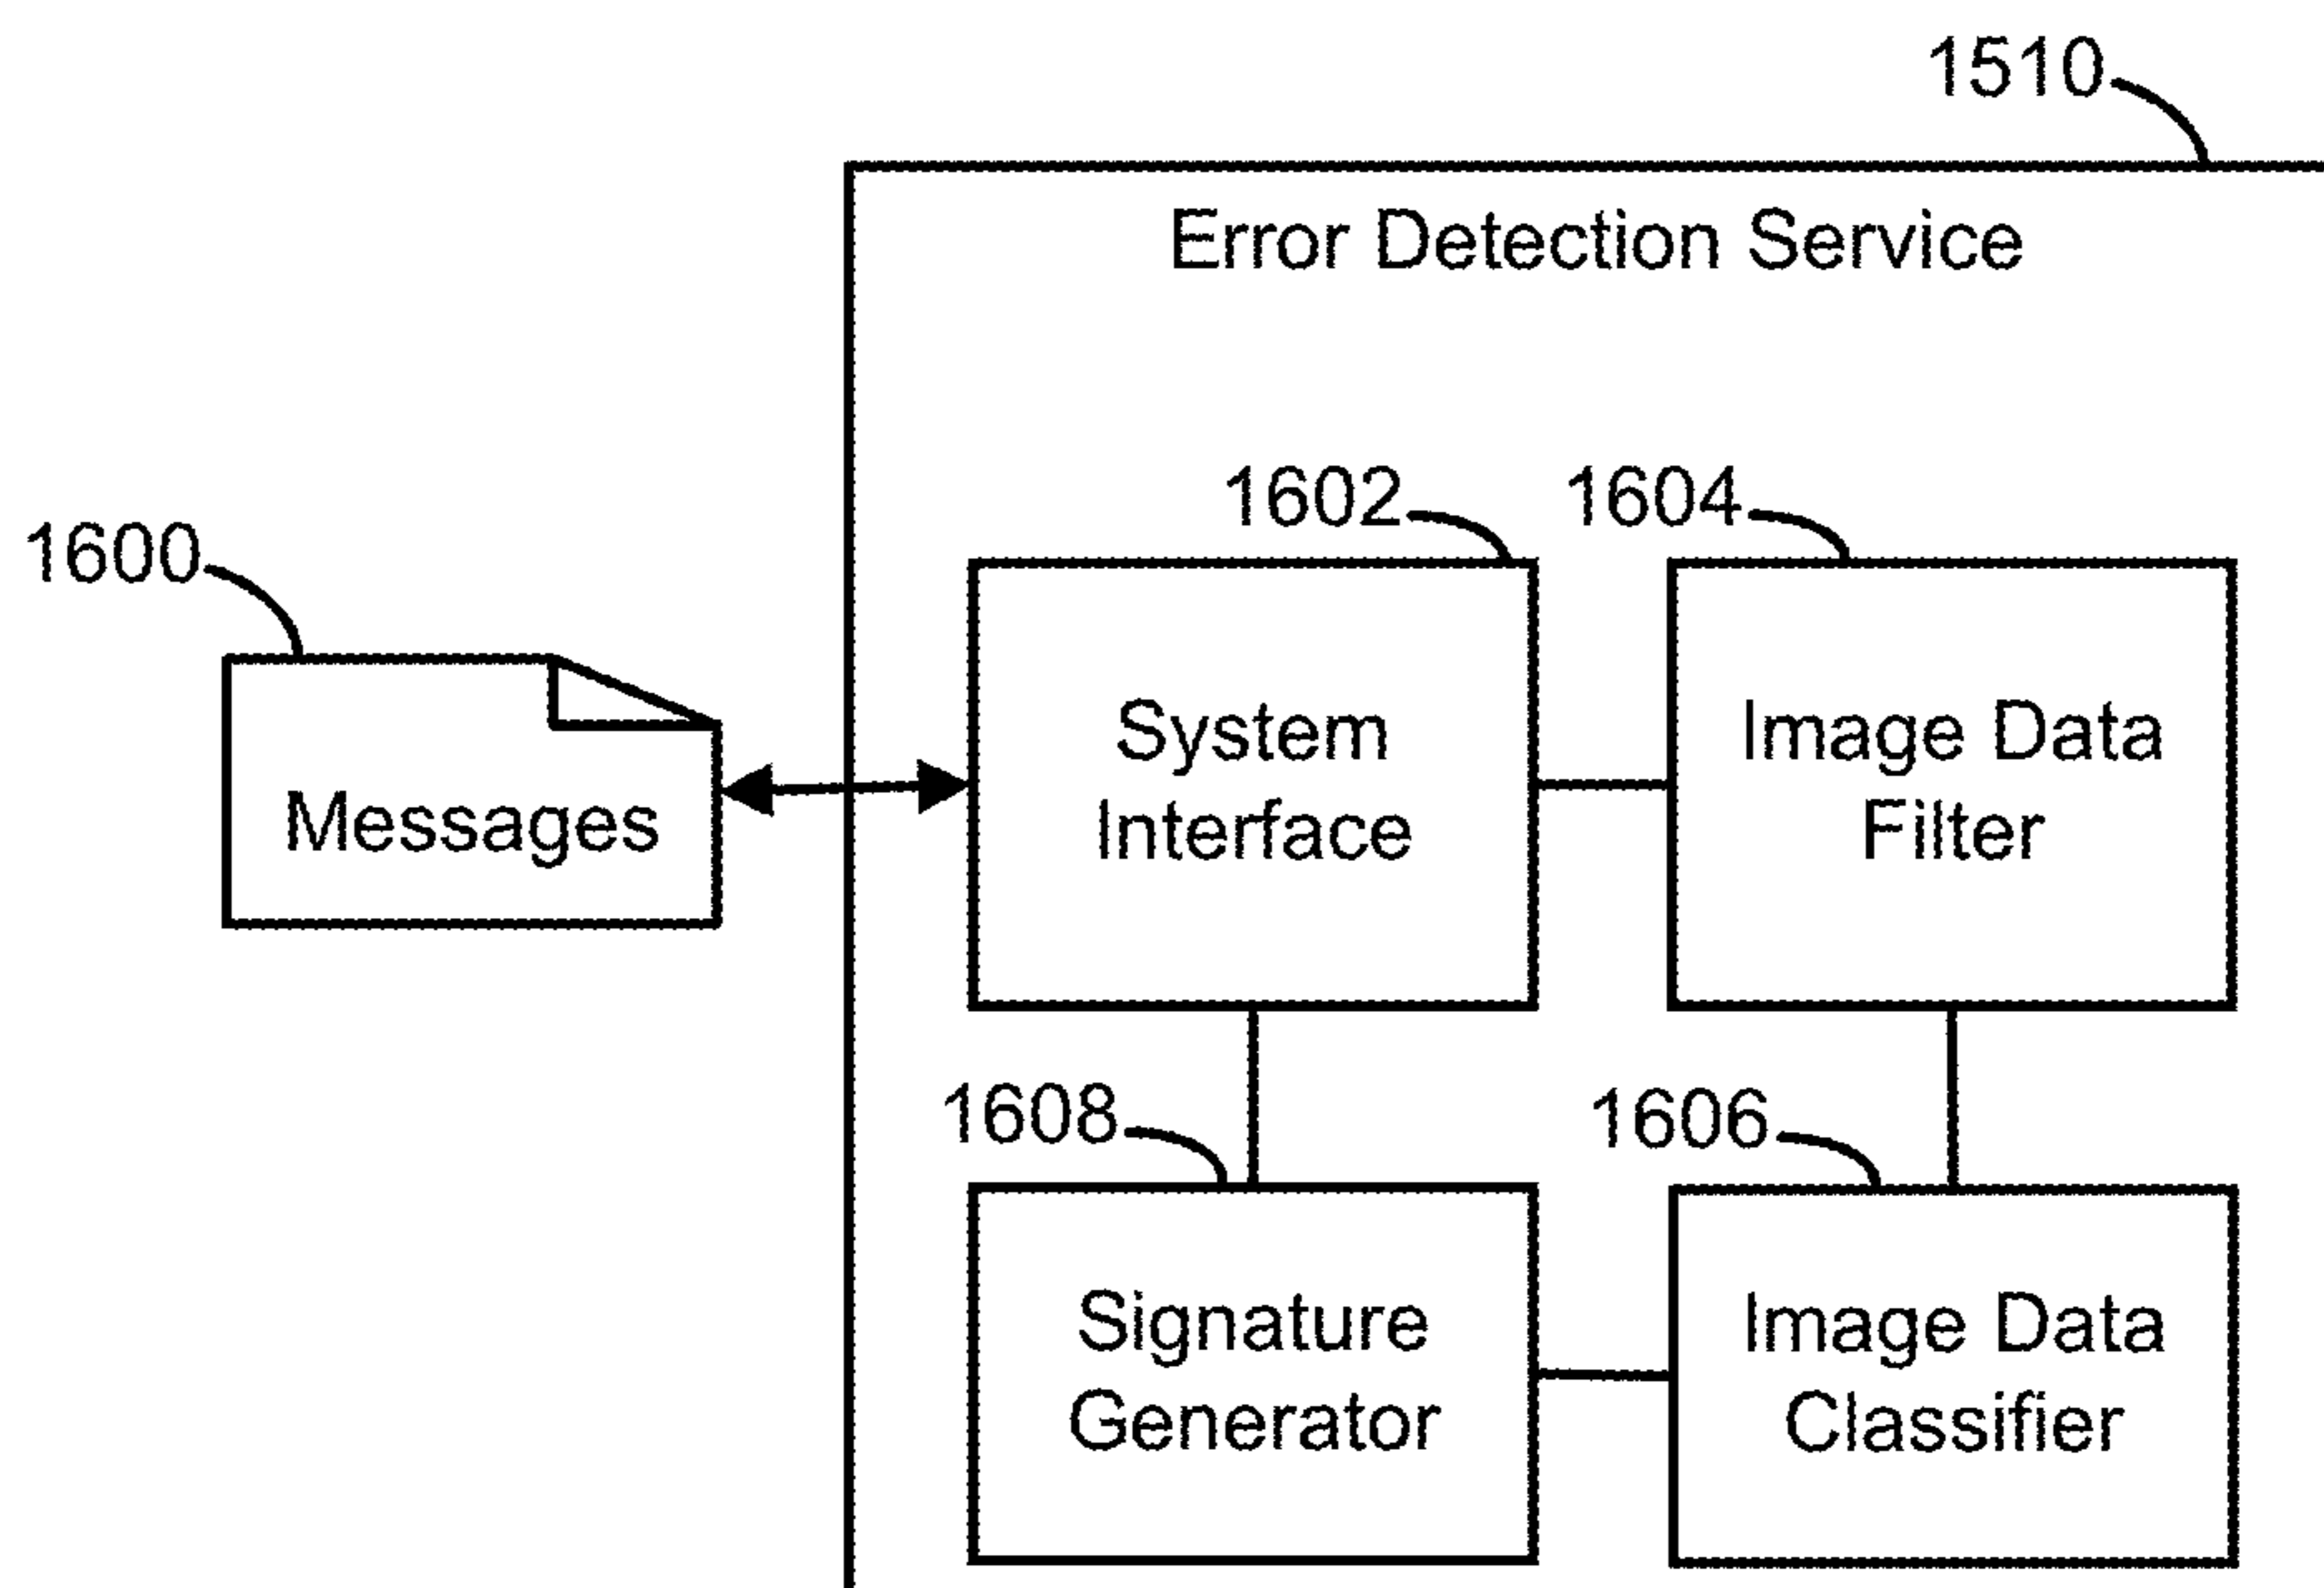 1510
Error Detection Service
1602
1604
1600
System
Interface
Image Data
Filter
Messages
1608
1606
Signature
Generator
Image Data
Classifier